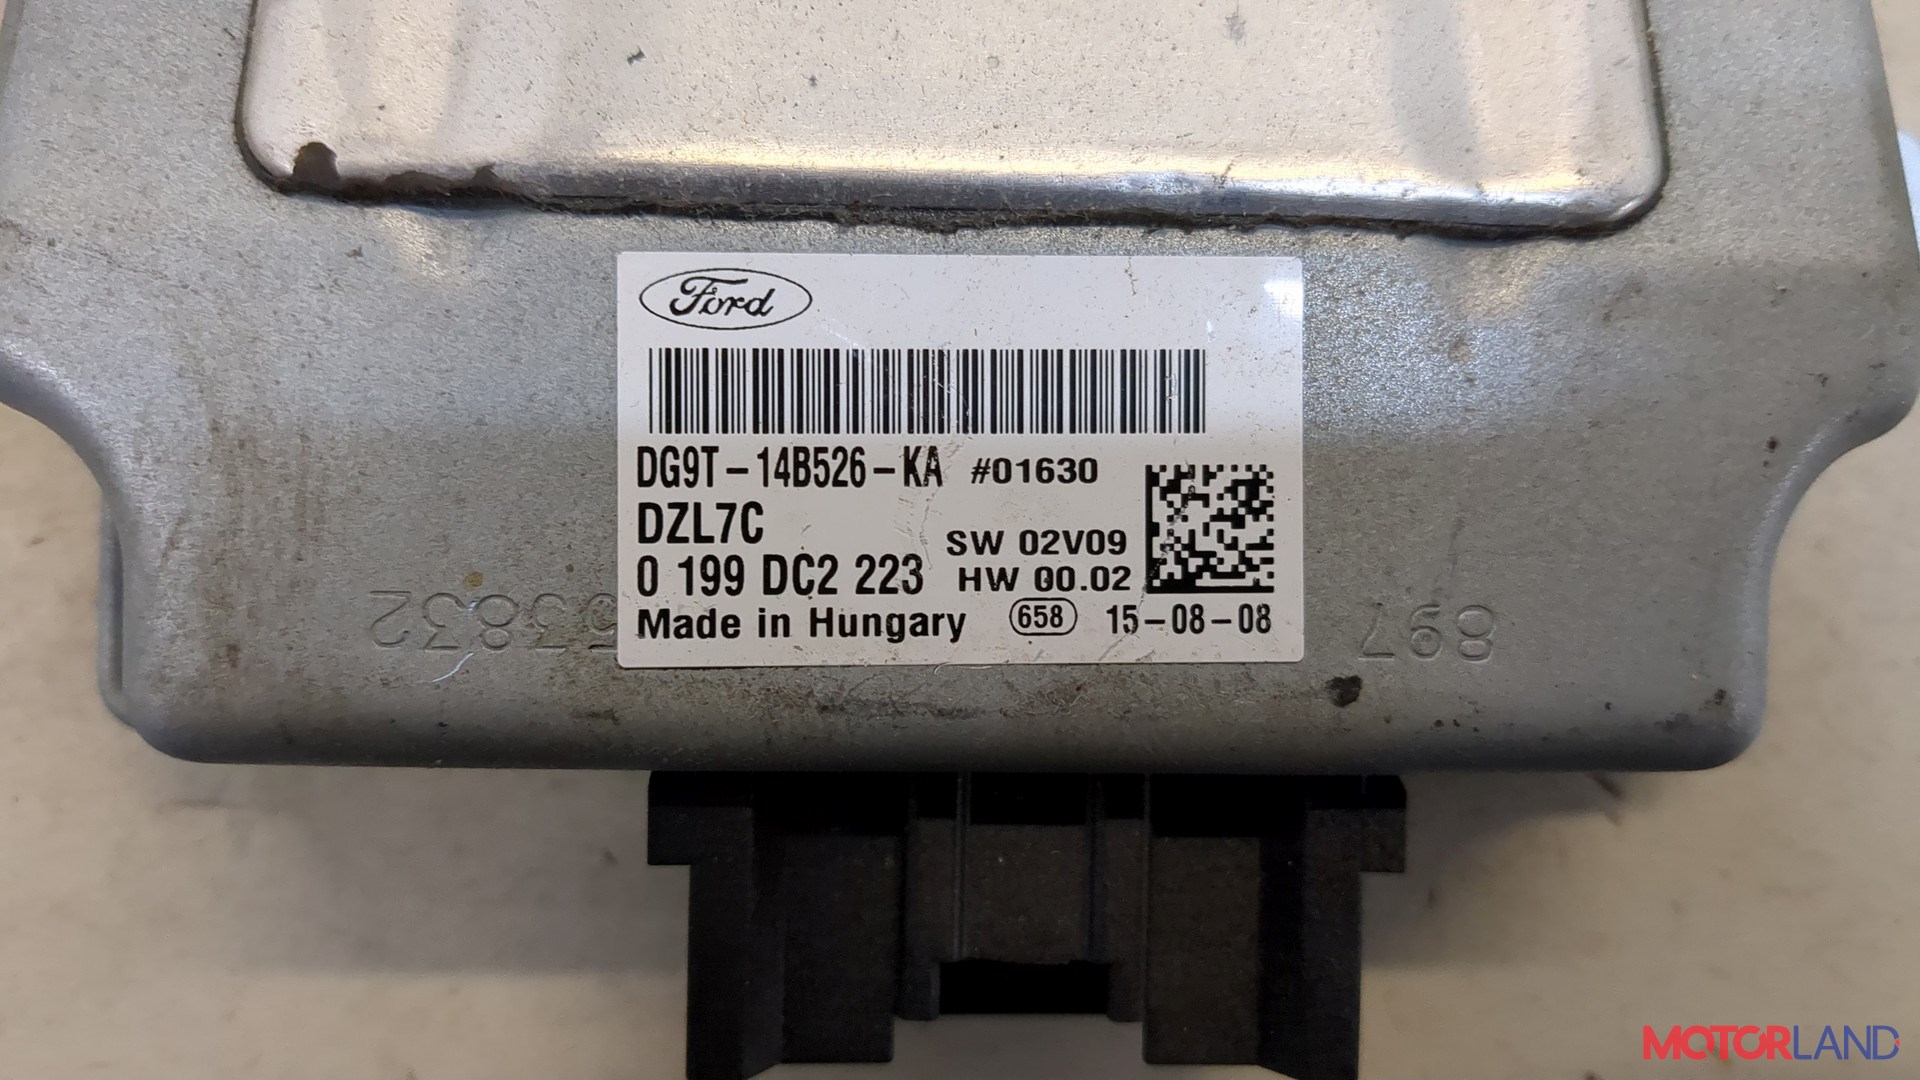 Ford
DG9T-14B526-KA #01630
DZL7C
SW 02V09
0 199 DC2 223
HW 00.02
Made in Hungary
658
15-08-08
897
MOTORLAND